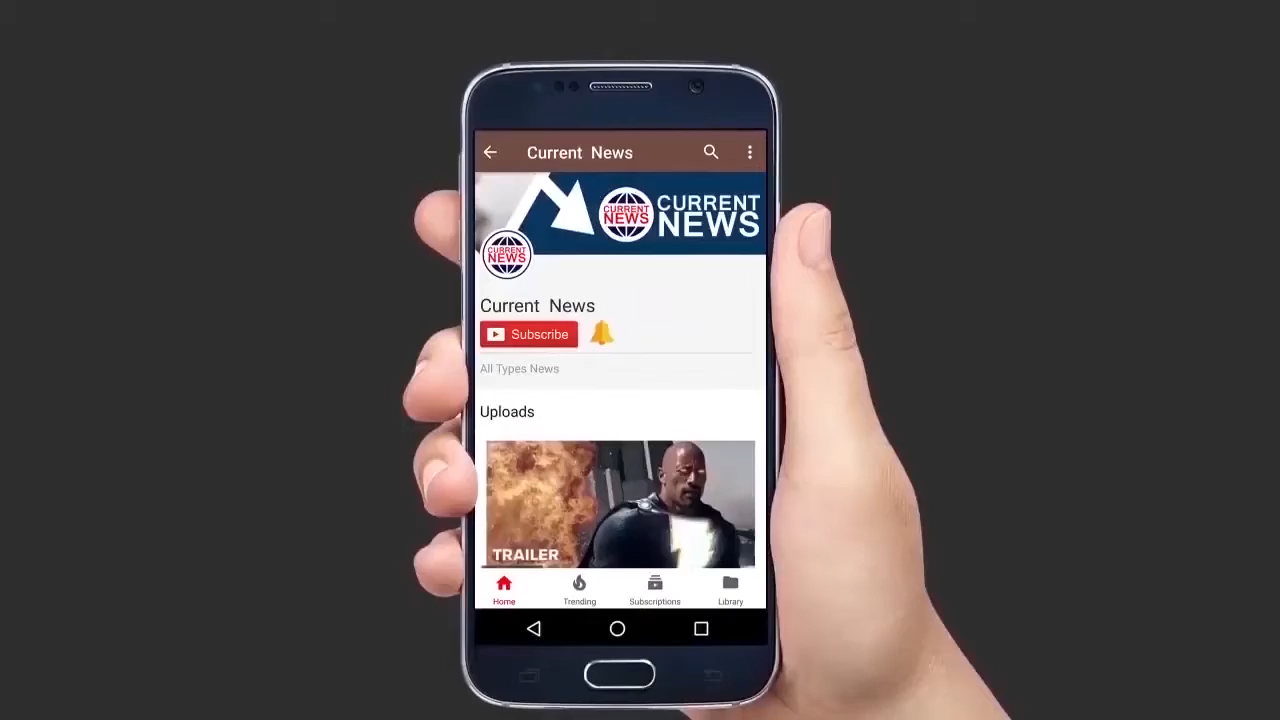 Current News
CURRENT
NEWS
CURRENT
NEWS
CURRENT
NEWS
Current News
Subscribe
All Types News
Uploads
TRAILER
Home
Trending
Subscriptions
Library